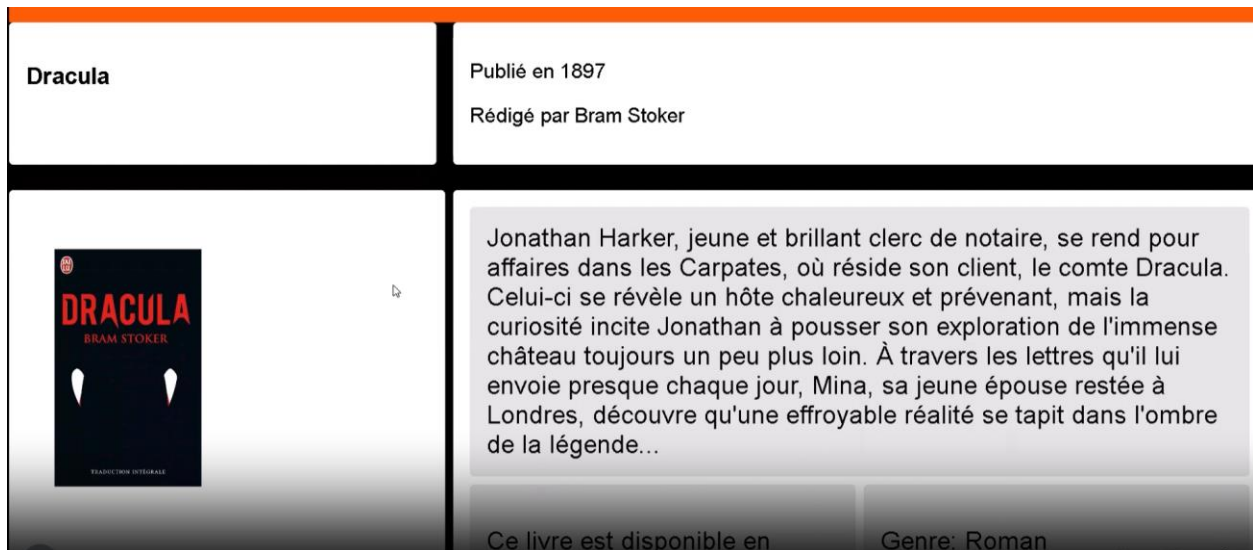 Dracula
Publié en 1897
Rédigé par Bram Stoker
J'AI
LU
DRACULA
BRAM STOKER
TRADUCTION INTÉGRALE
Jonathan Harker, jeune et brillant clerc de notaire, se rend pour
affaires dans les Carpates, où réside son client, le comte Dracula.
Celui-ci se révèle un hôte chaleureux et prévenant, mais la
curiosité incite Jonathan à pousser son exploration de l'immense
château toujours un peu plus loin. À travers les lettres qu'il lui
envoie presque chaque jour, Mina, sa jeune épouse restée à
Londres, découvre qu'une effroyable réalité se tapit dans l'ombre
de la légende...
Ce livre est disponible en
Genre: Roman